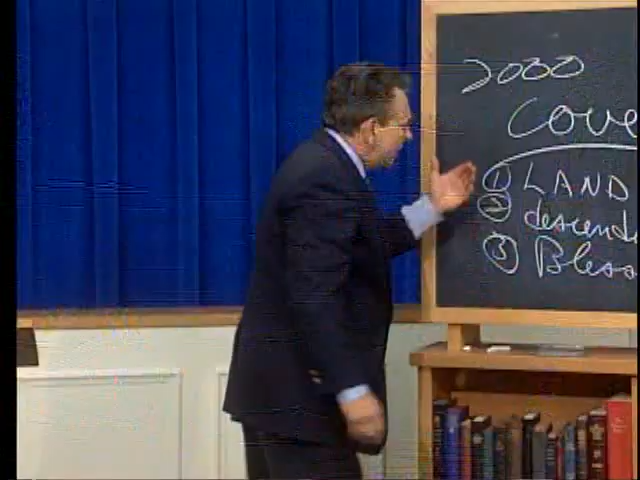 2000
Cove
① LAND
② descend
③ Bless